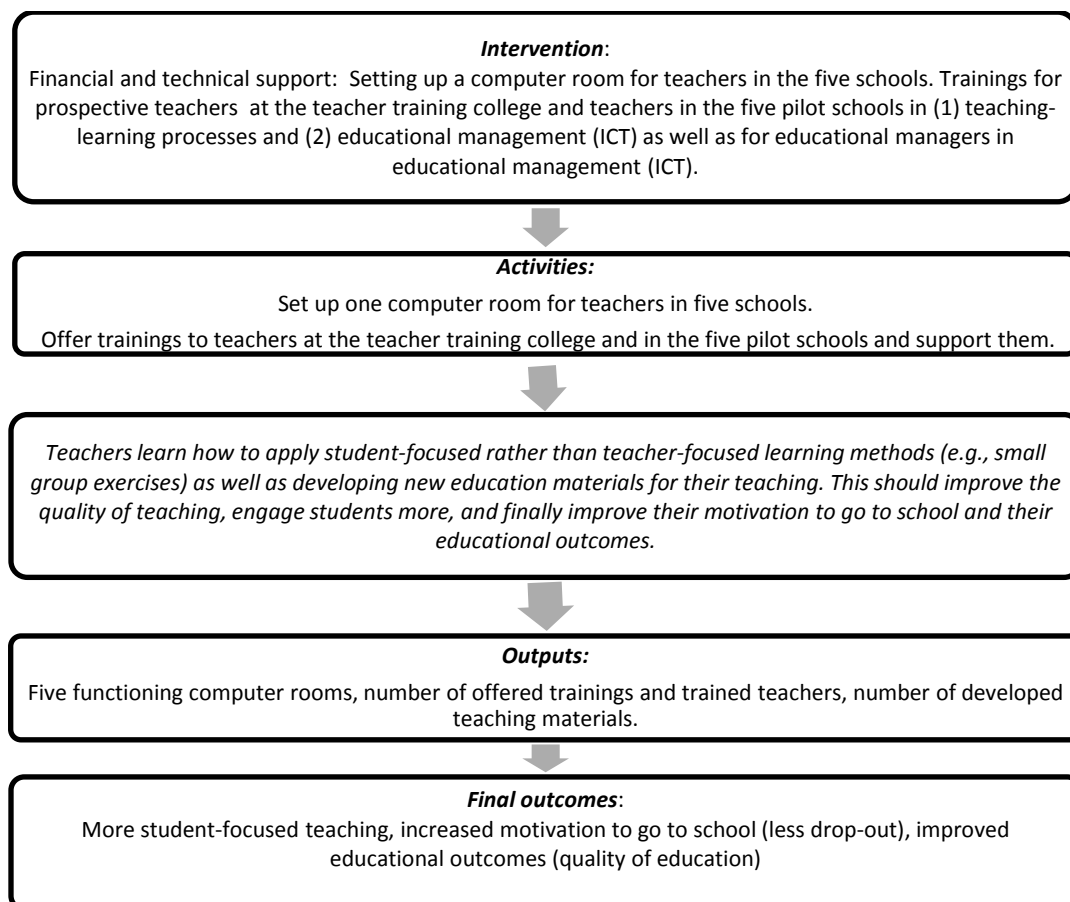 Intervention:
Financial and technical support: Setting up a computer room for teachers in the five schools. Trainings for
prospective teachers at the teacher training college and teachers in the five pilot schools in (1) teaching-
learning processes and (2) educational management (ICT) as well as for educational managers in
educational management (ICT).
Activities:
Set up one computer room for teachers in five schools.
Offer trainings to teachers at the teacher training college and in the five pilot schools and support them.
Teachers learn how to apply student-focused rather than teacher-focused learning methods (e.g., small
group exercises) as well as developing new education materials for their teaching. This should improve the
quality of teaching, engage students more, and finally improve their motivation to go to school and their
educational outcomes.
Outputs:
Five functioning computer rooms, number of offered trainings and trained teachers, number of developed
teaching materials.
Final outcomes:
More student-focused teaching, increased motivation to go to school (less drop-out), improved
educational outcomes (quality of education)